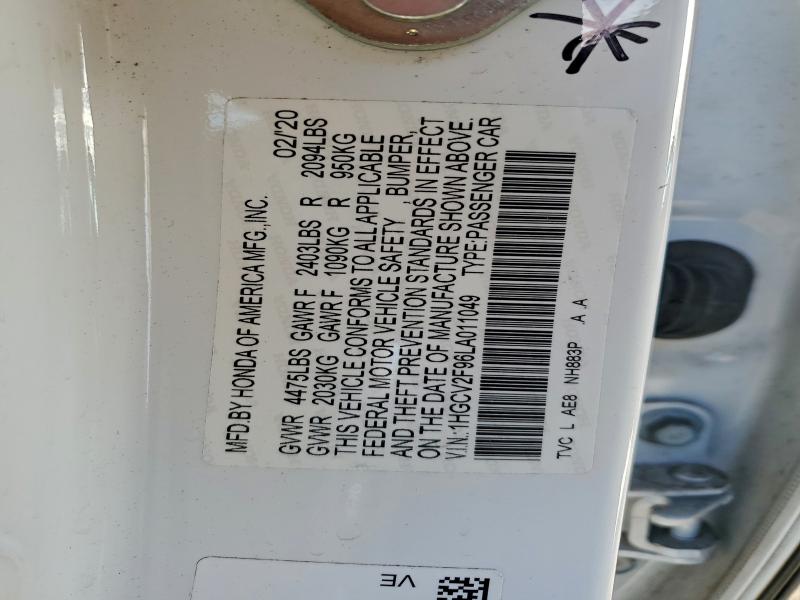 MFD.BY HONDA OF AMERICA MFG.,INC. 02/'20
GVWR 4475LBS GAWR F 2403LBS R 2094LBS
GVWR 2030KG GAWR F 1090KG R 950KG
THIS VEHICLE CONFORMS TO ALL APPLICABLE
FEDERAL MOTOR VEHICLE SAFETY , BUMPER,
AND THEFT PREVENTION STANDARDS IN EFFECT
ON THE DATE OF MANUFACTURE SHOWN ABOVE.
V.I.N.:1HGCV2F96LA011049 TYPE:PASSENGER CAR
TVC L AE8 NH883P .A .A
VE